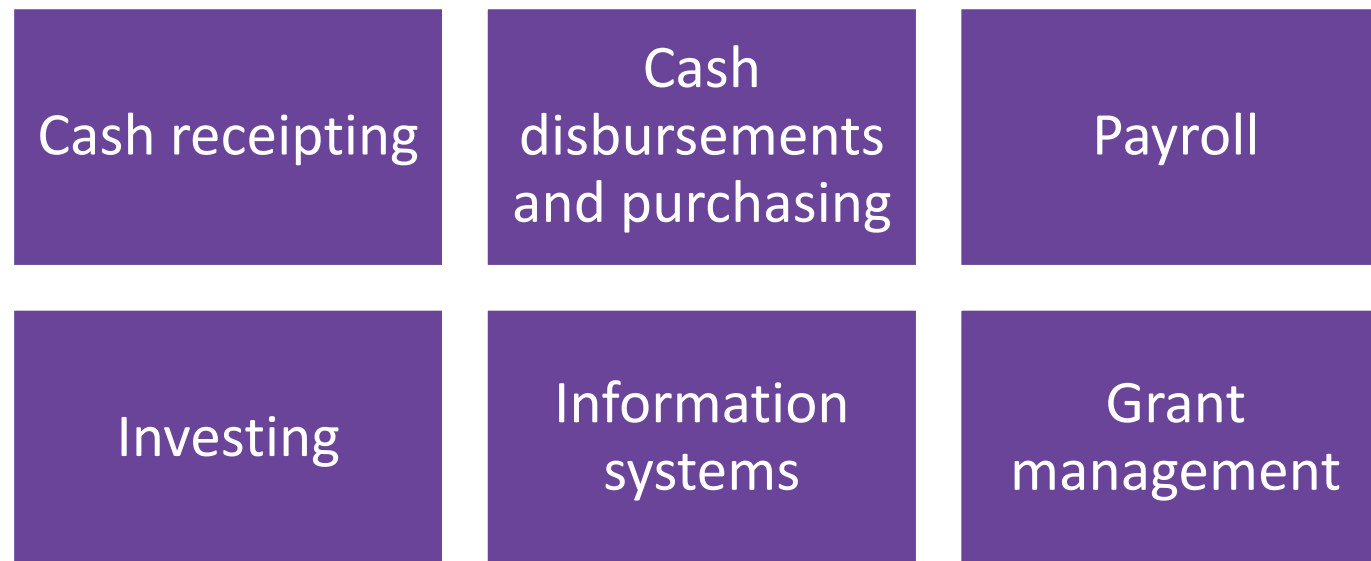 Cash receipting
Cash
disbursements
and purchasing
Payroll
Investing
Information
systems
Grant
management